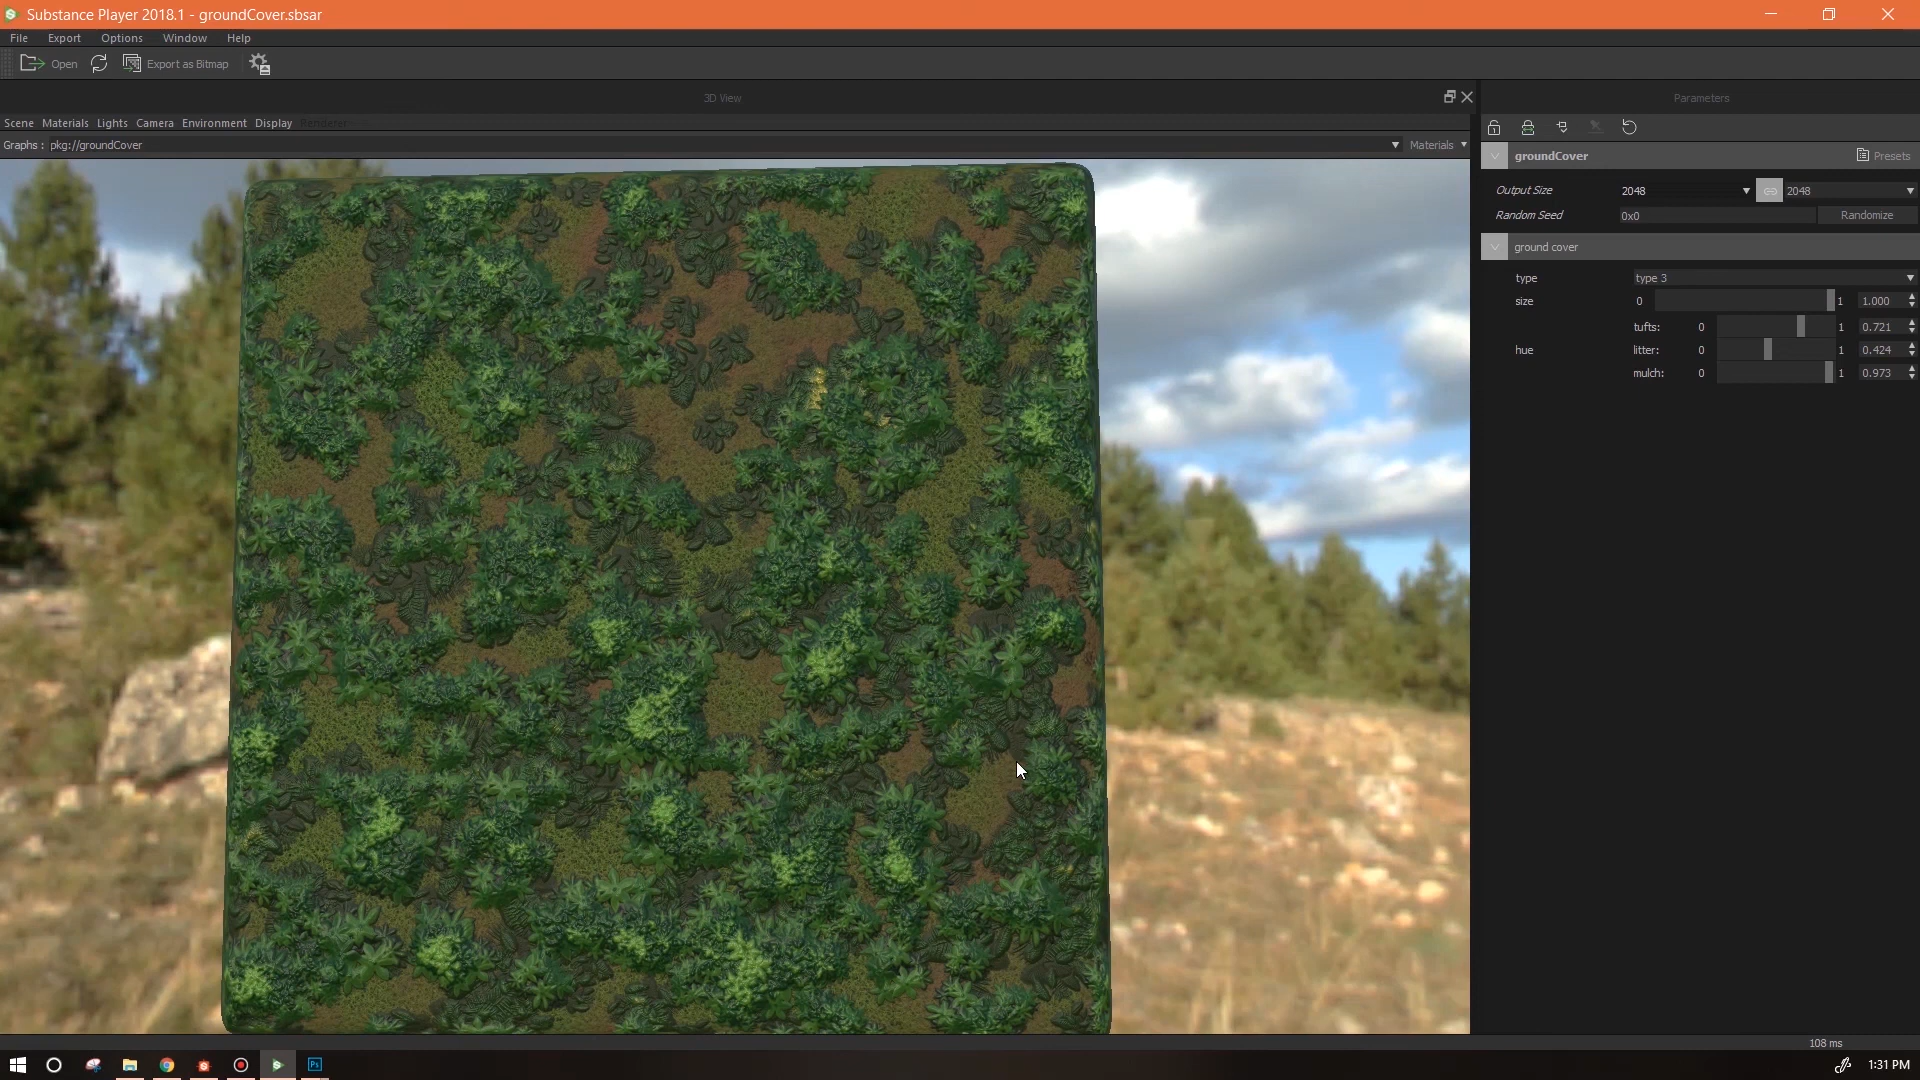 Substance Player 2018.1 - groundCover.sbsar
File Export Options Window Help
Open Export as Bitmap
3D View
Parameters
Scene Materials Lights Camera Environment Display Renderer
Graphs : pkg://groundCover Materials
groundCover Presets
Output Size 2048 2048
Random Seed 0x0 Randomize
ground cover
type type 3
size 0 1 1.000
tufts: 0 1 0.721
hue litter: 0 1 0.424
mulch: 0 1 0.973
108 ms
Ps
1:31 PM